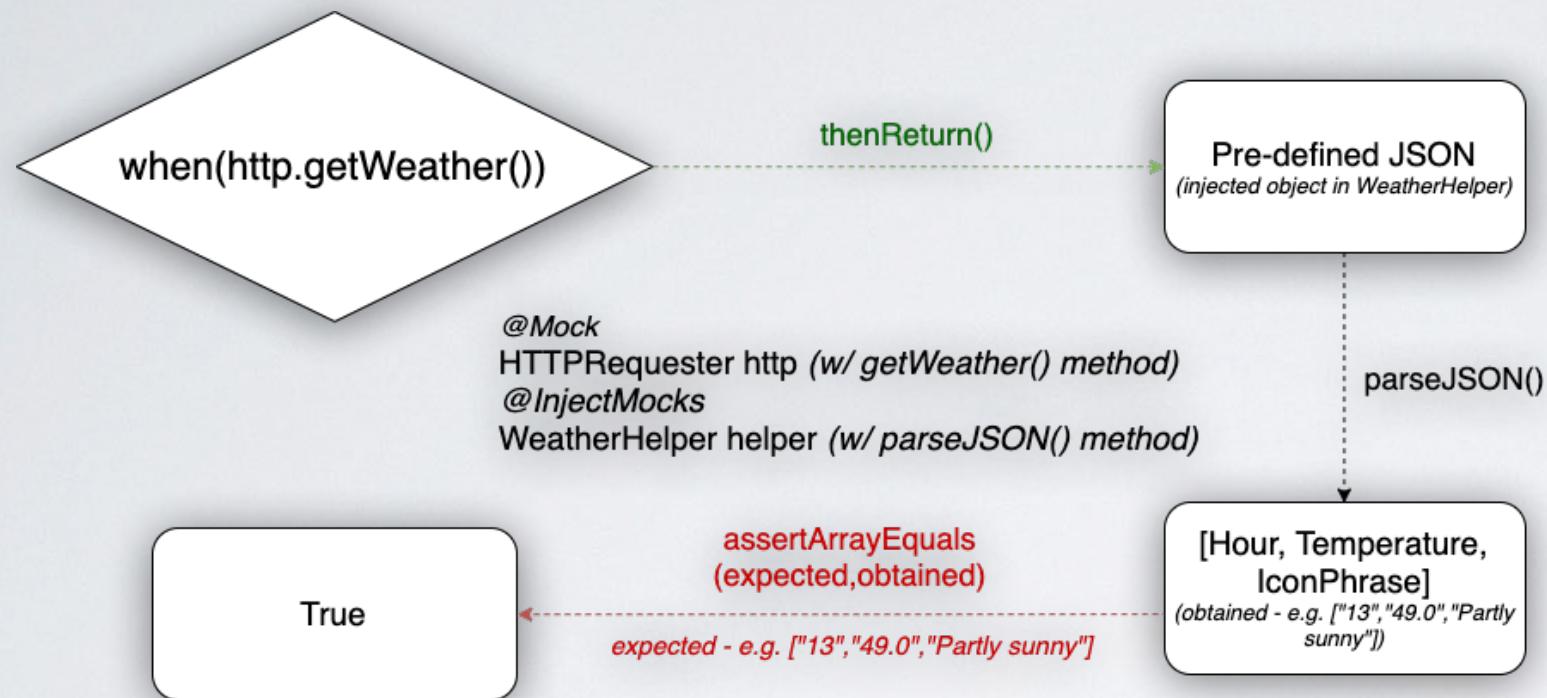 when(http.getWeather())
thenReturn()
Pre-defined JSON
(injected object in WeatherHelper)
@Mock
HTTPRequester http (w/ getWeather() method)
@InjectMocks
WeatherHelper helper (w/ parseJSON() method)
parseJSON()
[Hour, Temperature,
IconPhrase]
(obtained - e.g. ["13","49.0","Partly
sunny"])
assertArrayEquals
(expected,obtained)
expected - e.g. ["13","49.0","Partly sunny"]
True